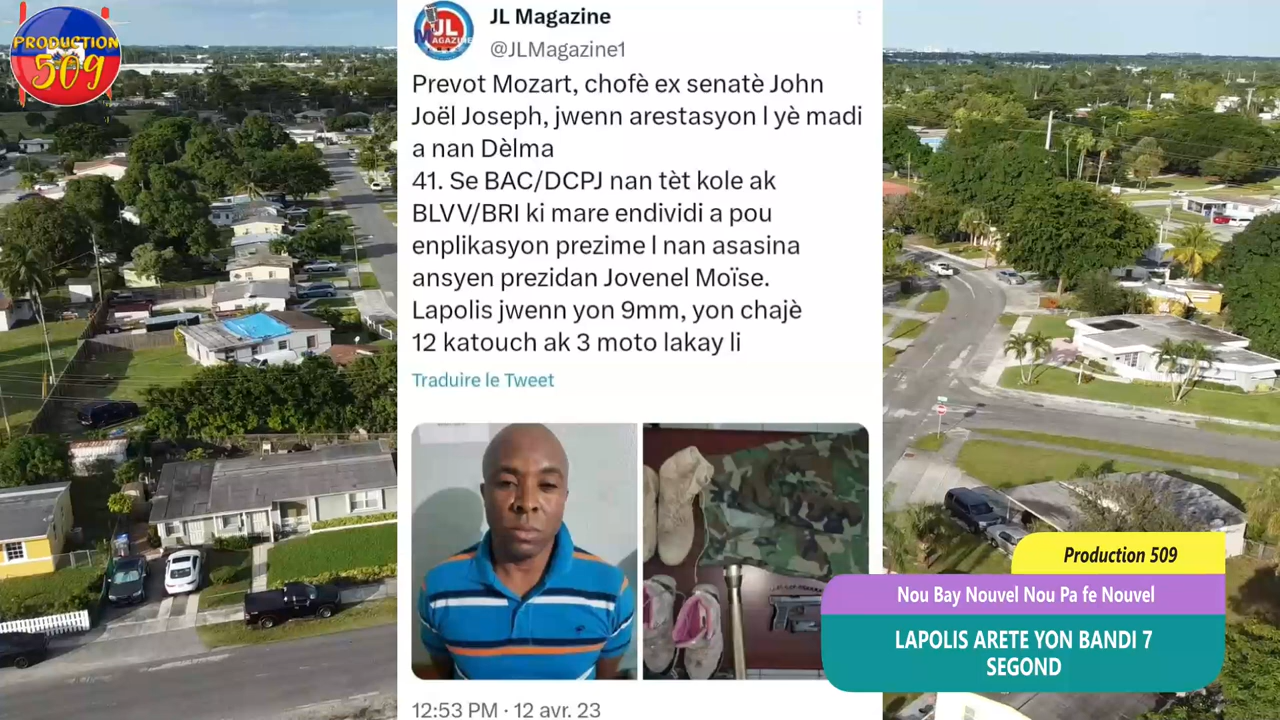 PRODUCTION
509
JL
MAGAZINE
JL Magazine
@JLMagazine1
Prevot Mozart, chofè ex senatè John
Joël Joseph, jwenn arestasyon l yè madi
a nan Dèlma
41. Se BAC/DCPJ nan tèt kole ak
BLVV/BRI ki mare endividi a pou
enplikasyon prezime l nan asasina
ansyen prezidan Jovenel Moïse.
Lapolis jwenn yon 9mm, yon chajè
12 katouch ak 3 moto lakay li
Traduire le Tweet
12:53 PM · 12 avr. 23
Production 509
Nou Bay Nouvel Nou Pa fe Nouvel
LAPOLIS ARETE YON BANDI 7
SEGOND